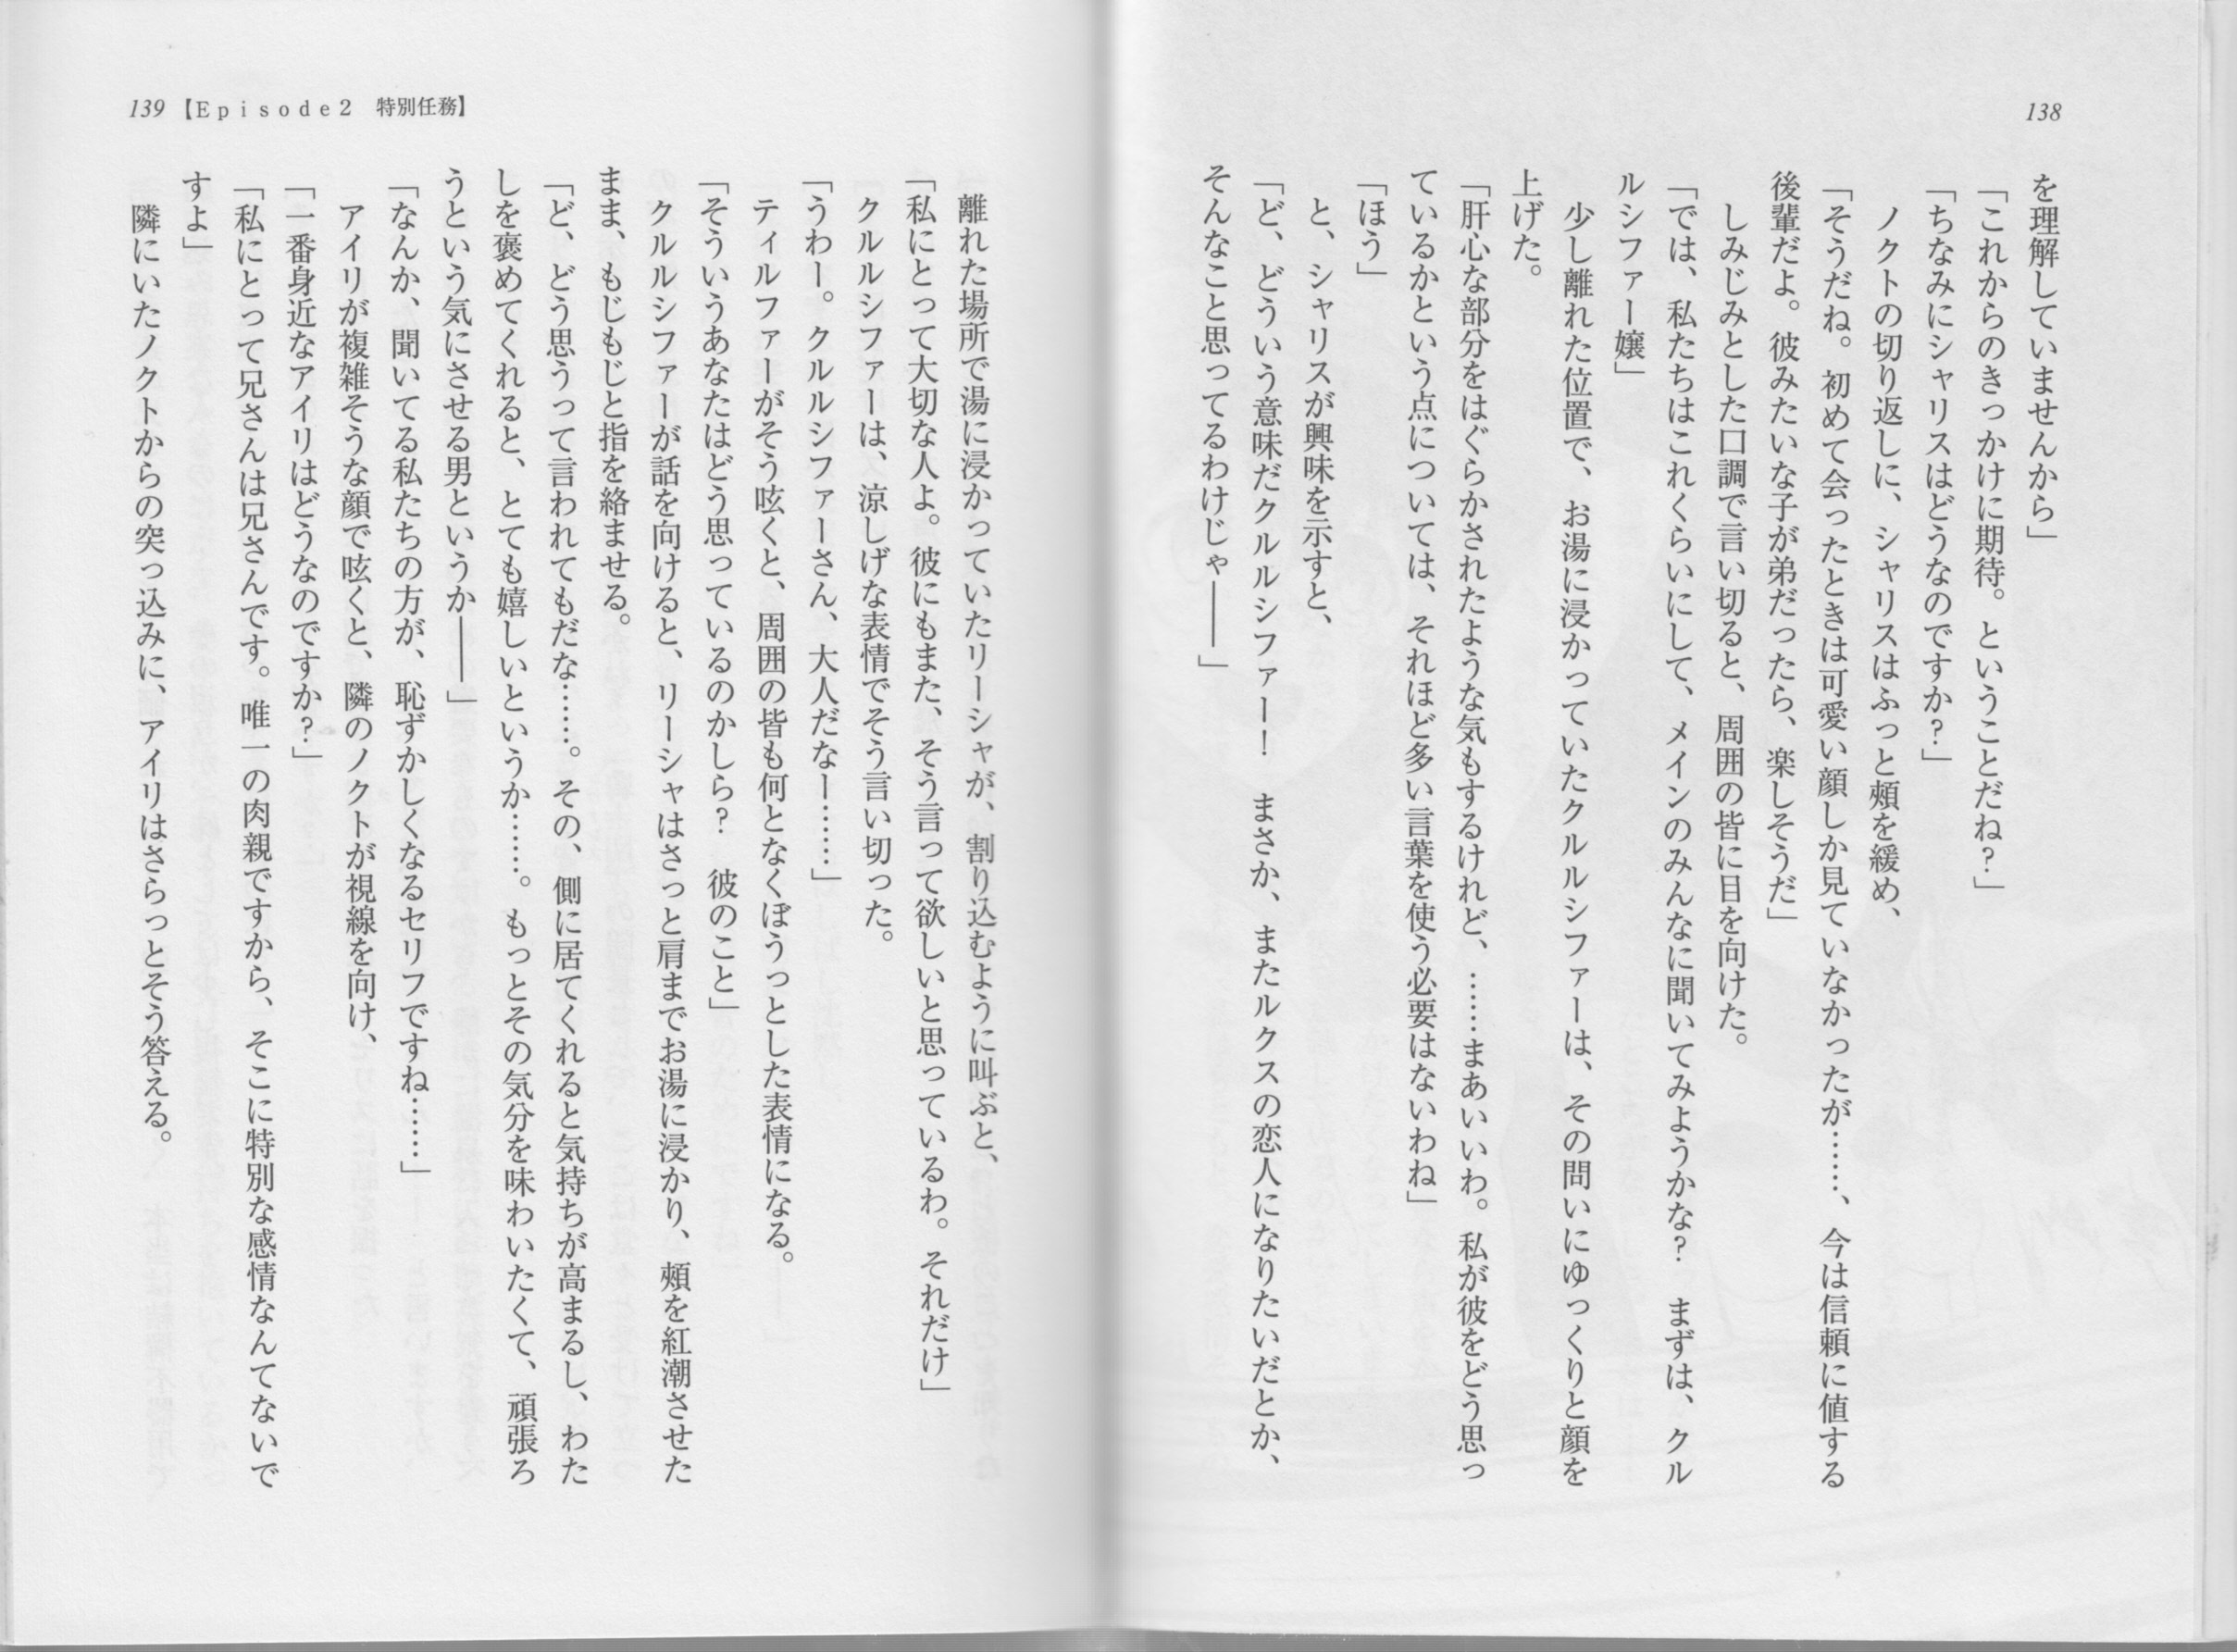 138
を理解していませんから」
「これからのきっかけに期待。ということだね？」
「ちなみにシャリスはどうなのですか？」
ノクトの切り返しに、シャリスはふっと頬を緩め、
「そうだね。初めて会ったときは可愛い顔しか見ていなかったが……、今は信頼に値する
後輩だよ。彼みたいな子が弟だったら、楽しそうだ」
しみじみとした口調で言い切ると、周囲の皆に目を向けた。
「では、私たちはこれくらいにして、メインのみんなに聞いてみようかな？　まずは、クル
ルシファー嬢」
少し離れた位置で、お湯に浸かっていたクルルシファーは、その問いにゆっくりと顔を
上げた。
「肝心な部分をはぐらかされたような気もするけれど、……まあいいわ。私が彼をどう思っ
ているかという点については、それほど多い言葉を使う必要はないわね」
「ほう」
と、シャリスが興味を示すと、
「ど、どういう意味だクルルシファー！　まさか、またルクスの恋人になりたいだとか、
そんなこと思ってるわけじゃ――」
139【Episode2　特別任務】
離れた場所で湯に浸かっていたリーシャが、割り込むように叫ぶと、
「私にとって大切な人よ。彼にもまた、そう言って欲しいと思っているわ。それだけ」
クルルシファーは、涼しげな表情でそう言い切った。
「うわー。クルルシファーさん、大人だなー……」
ティルファーがそう呟くと、周囲の皆も何となくぼうっとした表情になる。
「そういうあなたはどう思っているのかしら？　彼のこと」
クルルシファーが話を向けると、リーシャはさっと肩までお湯に浸かり、頬を紅潮させた
まま、もじもじと指を絡ませる。
「ど、どう思うって言われてもだな……。その、側に居てくれると気持ちが高まるし、わた
しを褒めてくれると、とても嬉しいというか……。もっとその気分を味わいたくて、頑張ろ
うという気にさせる男というか――」
「なんか、聞いてる私たちの方が、恥ずかしくなるセリフですね……」
アイリが複雑そうな顔で呟くと、隣のノクトが視線を向け、
「一番身近なアイリはどうなのですか？」
「私にとって兄さんは兄さんです。唯一の肉親ですから、そこに特別な感情なんてないで
すよ」
隣にいたノクトからの突っ込みに、アイリはさらっとそう答える。